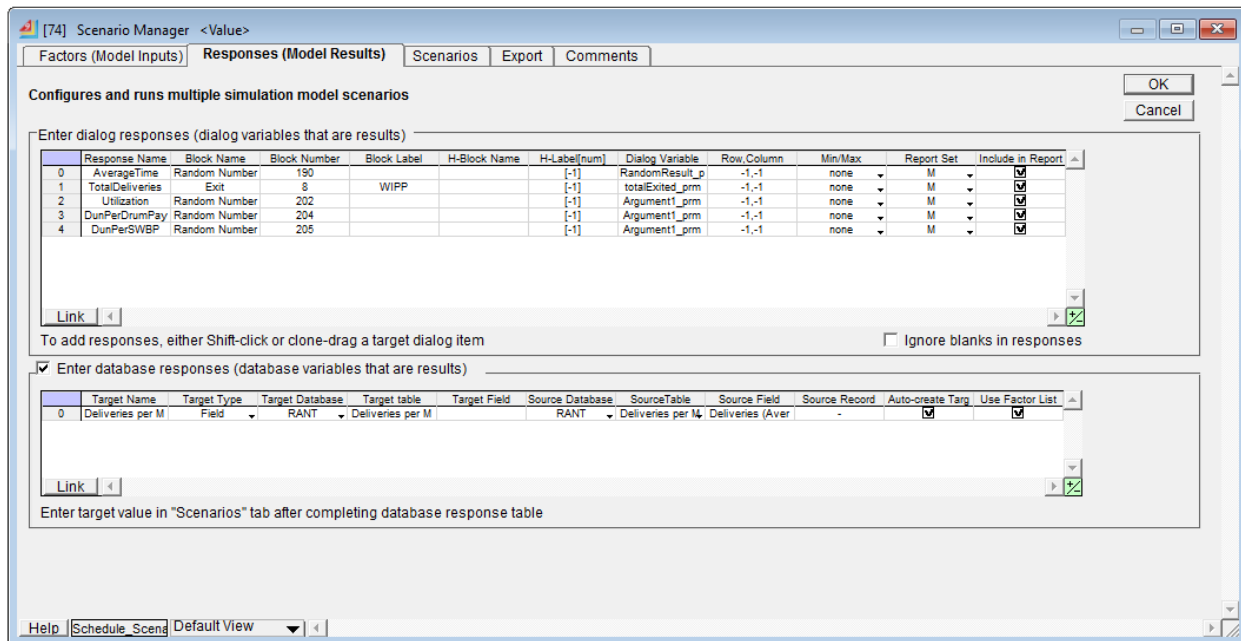 [74] Scenario Manager <Value>
Factors (Model Inputs) Responses (Model Results) Scenarios Export Comments
OK
Configures and runs multiple simulation model scenarios
Cancel
Enter dialog responses (dialog variables that are results)
Response Name Block Name Block Number Block Label H-Block Name H-Label[num] Dialog Variable Row,Column Min/Max Report Set Include in Report
0 AverageTime Random Number 190 [-1] RandomResult_p -1,-1 none M
1 TotalDeliveries Exit 8 WIPP [-1] totalExited_prm -1,-1 none M
2 Utilization Random Number 202 [-1] Argument1_prm -1,-1 none M
3 DunPerDrumPay Random Number 204 [-1] Argument1_prm -1,-1 none M
4 DunPerSWBP Random Number 205 [-1] Argument1_prm -1,-1 none M
Link
To add responses, either Shift-click or clone-drag a target dialog item Ignore blanks in responses
Enter database responses (database variables that are results)
Target Name Target Type Target Database Target table Target Field Source Database SourceTable Source Field Source Record Auto-create Targ Use Factor List
0 Deliveries per M Field RANT Deliveries per M RANT Deliveries per M Deliveries (Aver -
Link
Enter target value in "Scenarios" tab after completing database response table
Help Schedule_Scena Default View